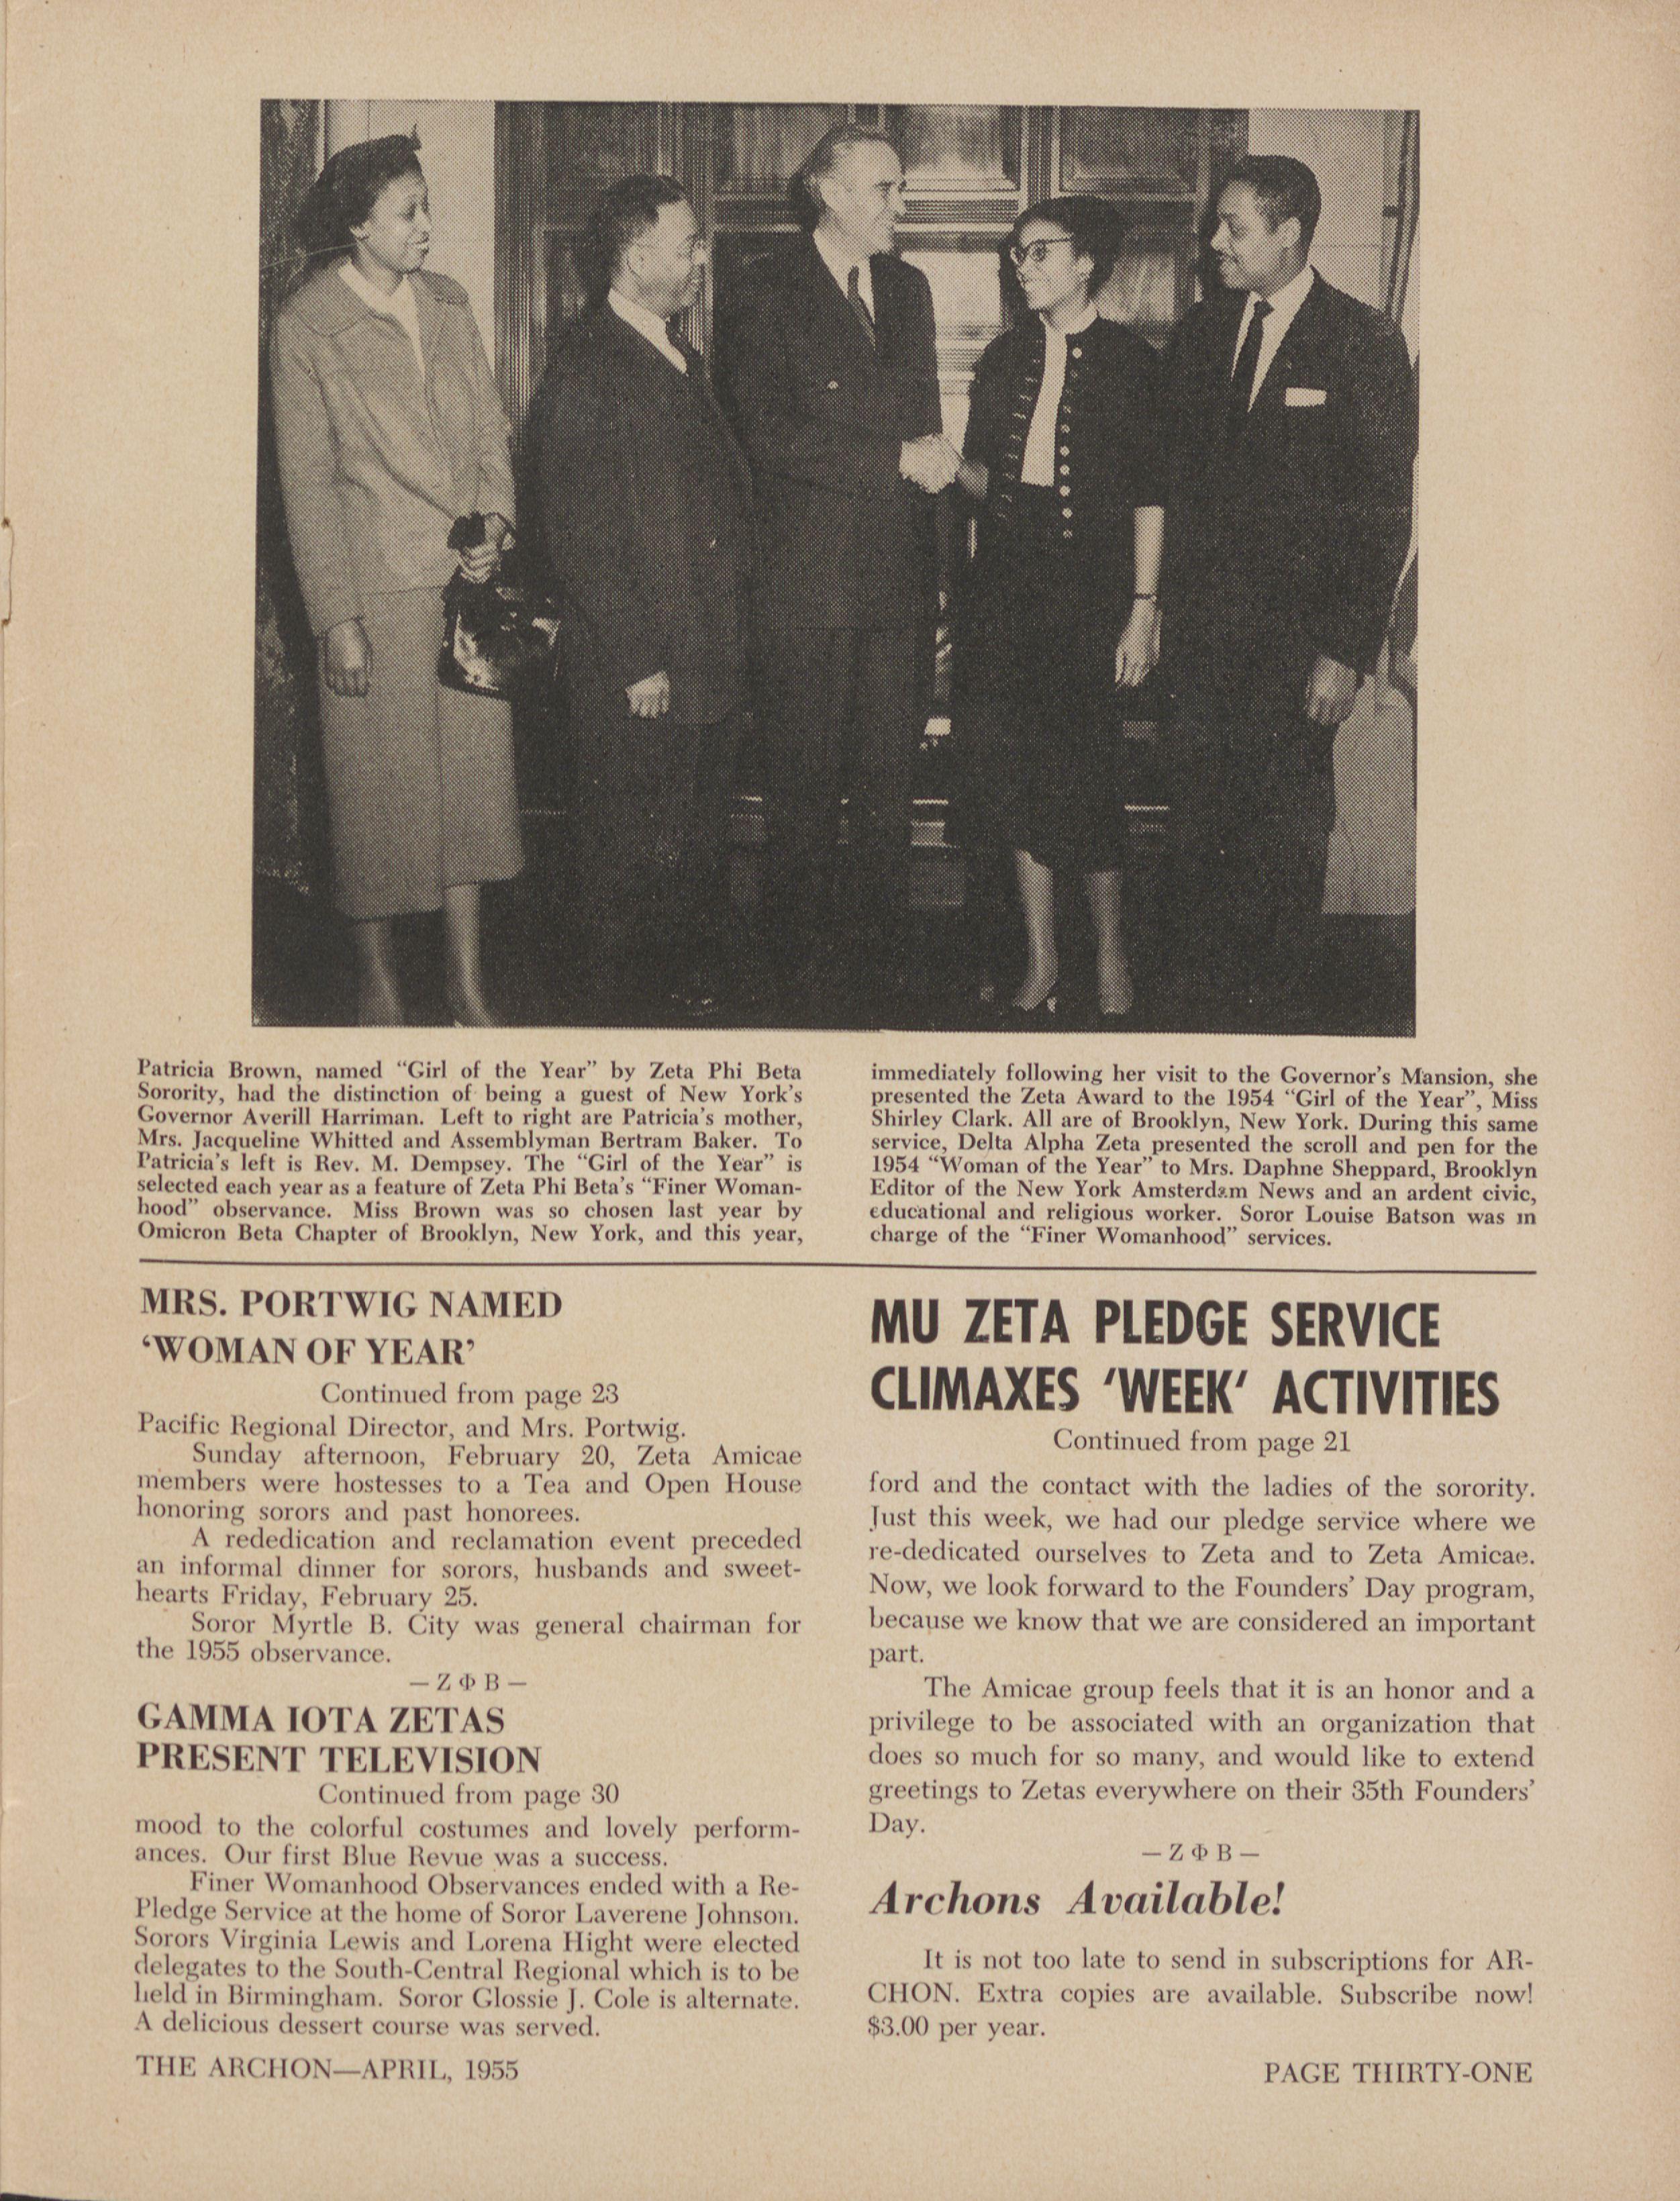 Patricia Brown, named “Girl of the Year” by Zeta Phi Beta
Sorority, had the distinction of being a guest of New York’s
Governor Averill Harriman. Left to right are Patricia’s mother,
Mrs. Jacqueline Whitted and Assemblyman Bertram Baker. To
Patricia’s left is Rev. M. Dempsey. The “Girl of the Year” is
selected each year as a feature of Zeta Phi Beta’s “Finer Woman-
hood” observance. Miss Brown was so chosen last year by
Omicron Beta Chapter of Brooklyn, New York, and this year,
immediately following her visit to the Governor’s Mansion, she
presented the Zeta Award to the 1954 “Girl of the Year”, Miss
Shirley Clark. All are of Brooklyn, New York. During this same
service, Delta Alpha Zeta presented the scroll and pen for the
1954 “Woman of the Year” to Mrs. Daphne Sheppard, Brooklyn
Editor of the New York Amsterdam News and an ardent civic,
educational and religious worker. Soror Louise Batson was in
charge of the “Finer Womanhood” services.
MRS. PORTWIG NAMED
‘WOMAN OF YEAR’
Continued from page 23
Pacific Regional Director, and Mrs. Portwig.
Sunday afternoon, February 20, Zeta Amicae
members were hostesses to a Tea and Open House
honoring sorors and past honorees.
A rededication and reclamation event preceded
an informal dinner for sorors, husbands and sweet-
hearts Friday, February 25.
Soror Myrtle B. City was general chairman for
the 1955 observance.
— Z Φ B —
GAMMA IOTA ZETAS
PRESENT TELEVISION
Continued from page 30
mood to the colorful costumes and lovely perform-
ances. Our first Blue Revue was a success.
Finer Womanhood Observances ended with a Re-
Pledge Service at the home of Soror Laverene Johnson.
Sorors Virginia Lewis and Lorena Hight were elected
delegates to the South-Central Regional which is to be
held in Birmingham. Soror Glossie J. Cole is alternate.
A delicious dessert course was served.
MU ZETA PLEDGE SERVICE
CLIMAXES ‘WEEK’ ACTIVITIES
Continued from page 21
ford and the contact with the ladies of the sorority.
Just this week, we had our pledge service where we
re-dedicated ourselves to Zeta and to Zeta Amicae.
Now, we look forward to the Founders’ Day program,
because we know that we are considered an important
part.
The Amicae group feels that it is an honor and a
privilege to be associated with an organization that
does so much for so many, and would like to extend
greetings to Zetas everywhere on their 35th Founders’
Day.
— Z Φ B —
Archons Available!
It is not too late to send in subscriptions for AR-
CHON. Extra copies are available. Subscribe now!
$3.00 per year.
THE ARCHON—APRIL, 1955
PAGE THIRTY-ONE